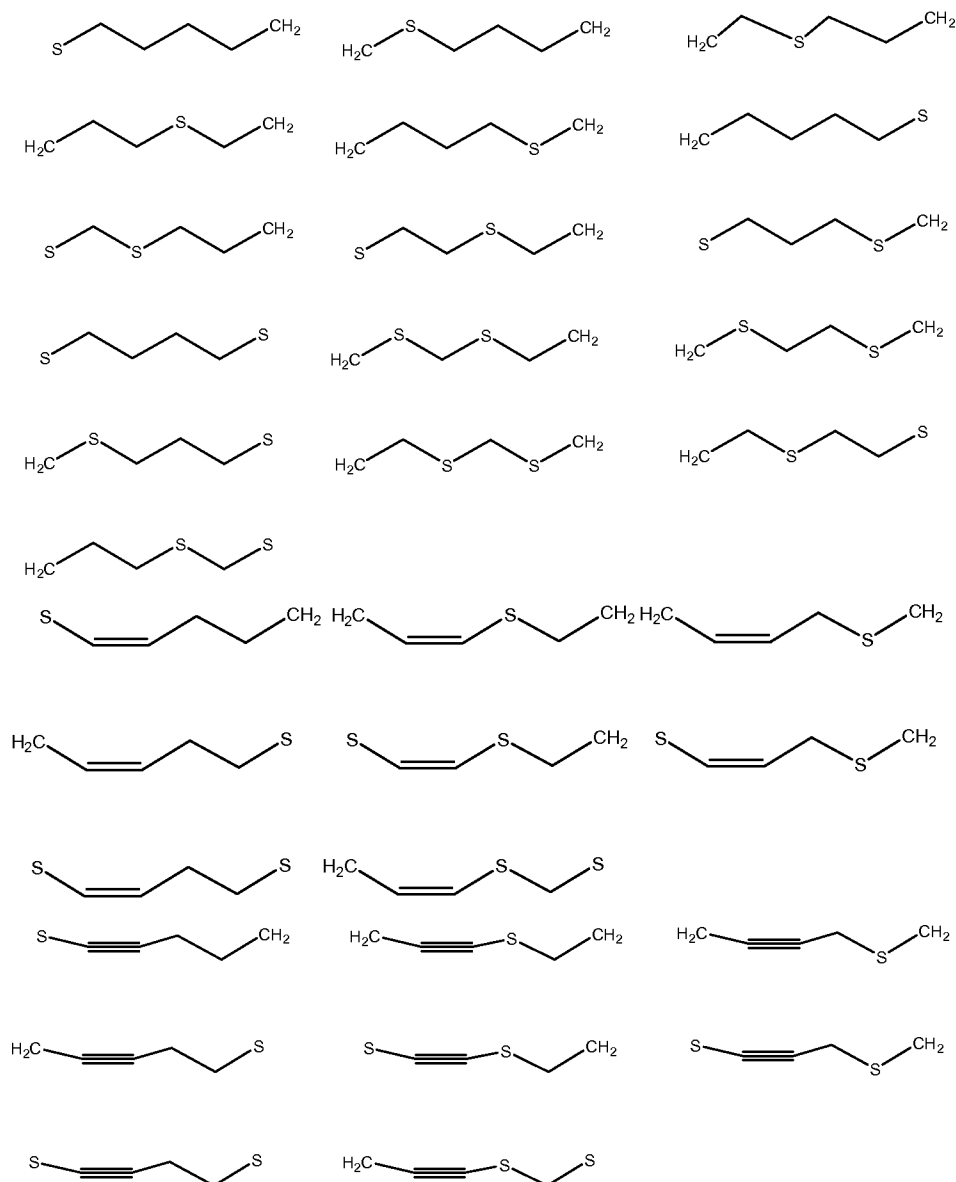 S CH₂ H₂C S CH₂ H₂C S CH₂
H₂C S CH₂ H₂C S CH₂ H₂C S
S S CH₂ S S CH₂ S S CH₂
S S H₂C S S CH₂ H₂C S S CH₂
H₂C S S H₂C S S CH₂ H₂C S S
H₂C S S
S CH₂ H₂C S CH₂ H₂C S CH₂
H₂C S S S CH₂ S S CH₂
S S H₂C S S
S CH₂ H₂C S CH₂ H₂C S CH₂
H₂C S S S CH₂ S S CH₂
S S H₂C S S